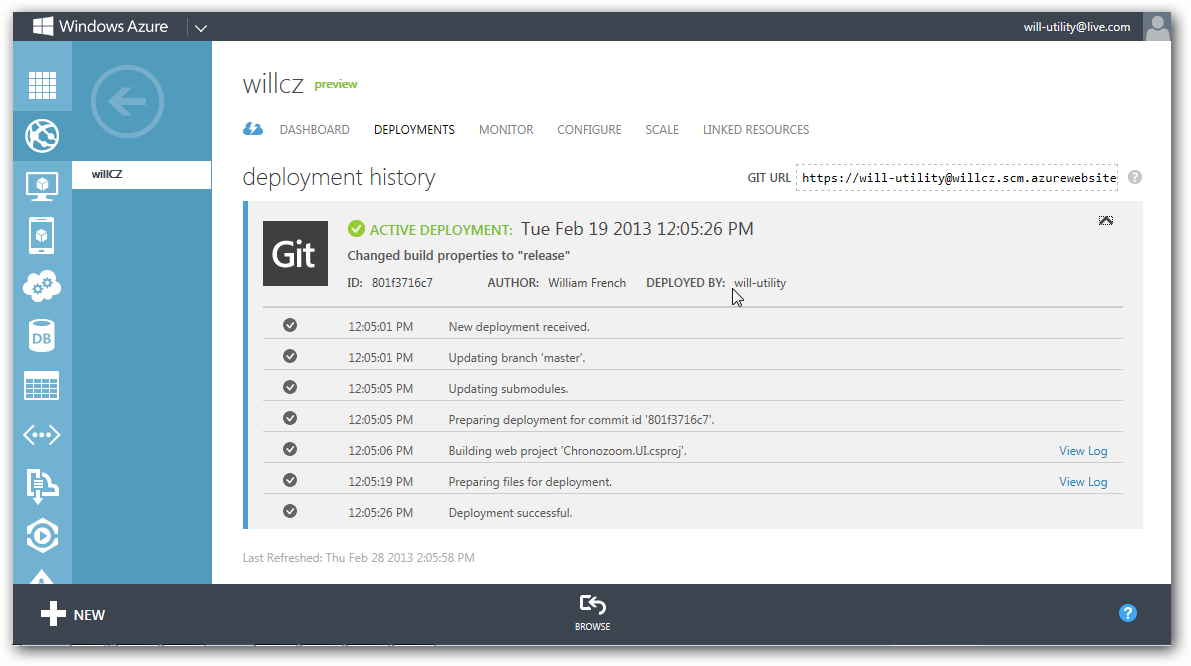 Windows Azure
will-utility@live.com
willcz preview
DASHBOARD DEPLOYMENTS MONITOR CONFIGURE SCALE LINKED RESOURCES
willCZ
deployment history
GIT URL https://will-utility@willcz.scm.azurewebsite
?
Git
ACTIVE DEPLOYMENT: Tue Feb 19 2013 12:05:26 PM
Changed build properties to "release"
ID: 801f3716c7 AUTHOR: William French DEPLOYED BY: will-utility
12:05:01 PM New deployment received.
12:05:01 PM Updating branch 'master'.
12:05:05 PM Updating submodules.
12:05:05 PM Preparing deployment for commit id '801f3716c7'.
12:05:06 PM Building web project 'Chronozoom.UI.csproj'. View Log
12:05:19 PM Preparing files for deployment. View Log
12:05:26 PM Deployment successful.
DB
Last Refreshed: Thu Feb 28 2013 2:05:58 PM
NEW
BROWSE
?